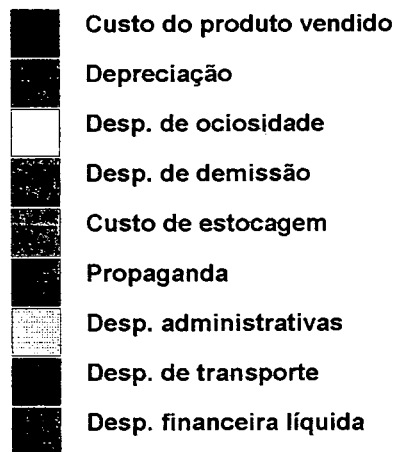 Custo do produto vendido
Depreciação
Desp. de ociosidade
Desp. de demissão
Custo de estocagem
Propaganda
Desp. administrativas
Desp. de transporte
Desp. financeira líquida